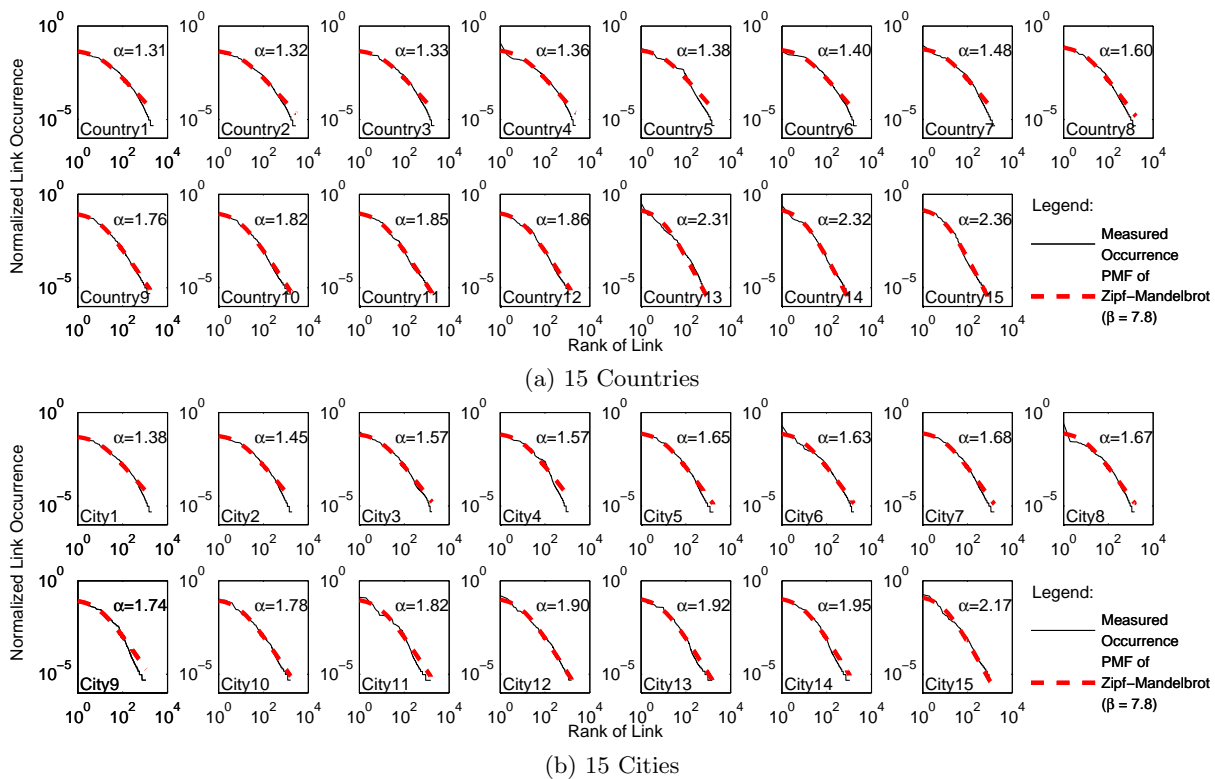 Normalized Link Occurrence
10^0
10^-5
α=1.31
Country1
10^0 10^2 10^4
α=1.32
Country2
10^0
10^-5
10^0 10^2 10^4
α=1.33
Country3
10^0
10^-5
10^0 10^2 10^4
α=1.36
Country4
10^0
10^-5
10^0 10^2 10^4
α=1.38
Country5
10^0
10^-5
10^0 10^2 10^4
α=1.40
Country6
10^0
10^-5
10^0 10^2 10^4
α=1.48
Country7
10^0
10^-5
10^0 10^2 10^4
α=1.60
Country8
10^0
10^-5
10^0 10^2 10^4
α=1.76
Country9
10^0
10^-5
10^0 10^2 10^4
α=1.82
Country10
10^0
10^-5
10^0 10^2 10^4
α=1.85
Country11
10^0
10^-5
10^0 10^2 10^4
α=1.86
Country12
10^0
10^-5
10^0 10^2 10^4
α=2.31
Country13
10^0
10^-5
10^0 10^2 10^4
α=2.32
Country14
10^0
10^-5
10^0 10^2 10^4
α=2.36
Country15
10^0
10^-5
10^0 10^2 10^4
Legend:
Measured
Occurrence
PMF of
Zipf−Mandelbrot
(β = 7.8)
Rank of Link
(a) 15 Countries
Normalized Link Occurrence
10^0
10^-5
α=1.38
City1
10^0 10^2 10^4
α=1.45
City2
10^0
10^-5
10^0 10^2 10^4
α=1.57
City3
10^0
10^-5
10^0 10^2 10^4
α=1.57
City4
10^0
10^-5
10^0 10^2 10^4
α=1.65
City5
10^0
10^-5
10^0 10^2 10^4
α=1.63
City6
10^0
10^-5
10^0 10^2 10^4
α=1.68
City7
10^0
10^-5
10^0 10^2 10^4
α=1.67
City8
10^0
10^-5
10^0 10^2 10^4
α=1.74
City9
10^0
10^-5
10^0 10^2 10^4
α=1.78
City10
10^0
10^-5
10^0 10^2 10^4
α=1.82
City11
10^0
10^-5
10^0 10^2 10^4
α=1.90
City12
10^0
10^-5
10^0 10^2 10^4
α=1.92
City13
10^0
10^-5
10^0 10^2 10^4
α=1.95
City14
10^0
10^-5
10^0 10^2 10^4
α=2.17
City15
10^0
10^-5
10^0 10^2 10^4
Legend:
Measured
Occurrence
PMF of
Zipf−Mandelbrot
(β = 7.8)
Rank of Link
(b) 15 Cities